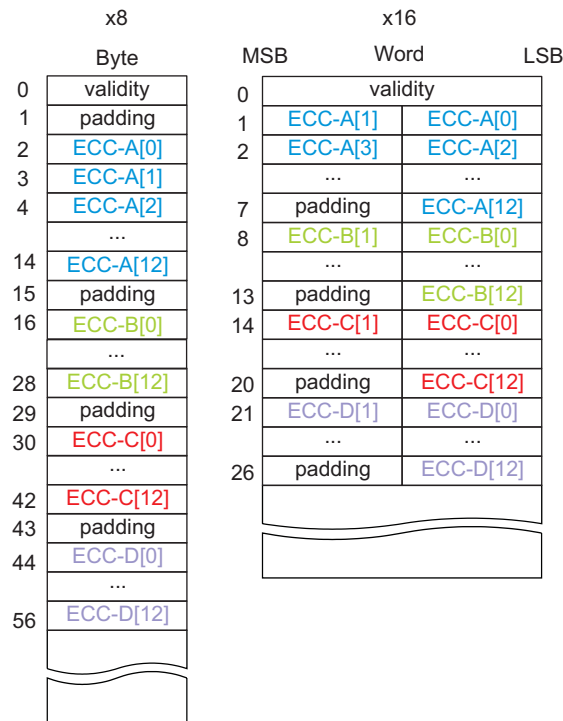 x8 x16
Byte MSB Word LSB
0 validity
1 padding
2 ECC-A[0]
3 ECC-A[1]
4 ECC-A[2]
...
14 ECC-A[12]
15 padding
16 ECC-B[0]
...
28 ECC-B[12]
29 padding
30 ECC-C[0]
...
42 ECC-C[12]
43 padding
44 ECC-D[0]
...
56 ECC-D[12]
0 validity
1 ECC-A[1] ECC-A[0]
2 ECC-A[3] ECC-A[2]
... ...
7 padding ECC-A[12]
8 ECC-B[1] ECC-B[0]
... ...
13 padding ECC-B[12]
14 ECC-C[1] ECC-C[0]
... ...
20 padding ECC-C[12]
21 ECC-D[1] ECC-D[0]
... ...
26 padding ECC-D[12]